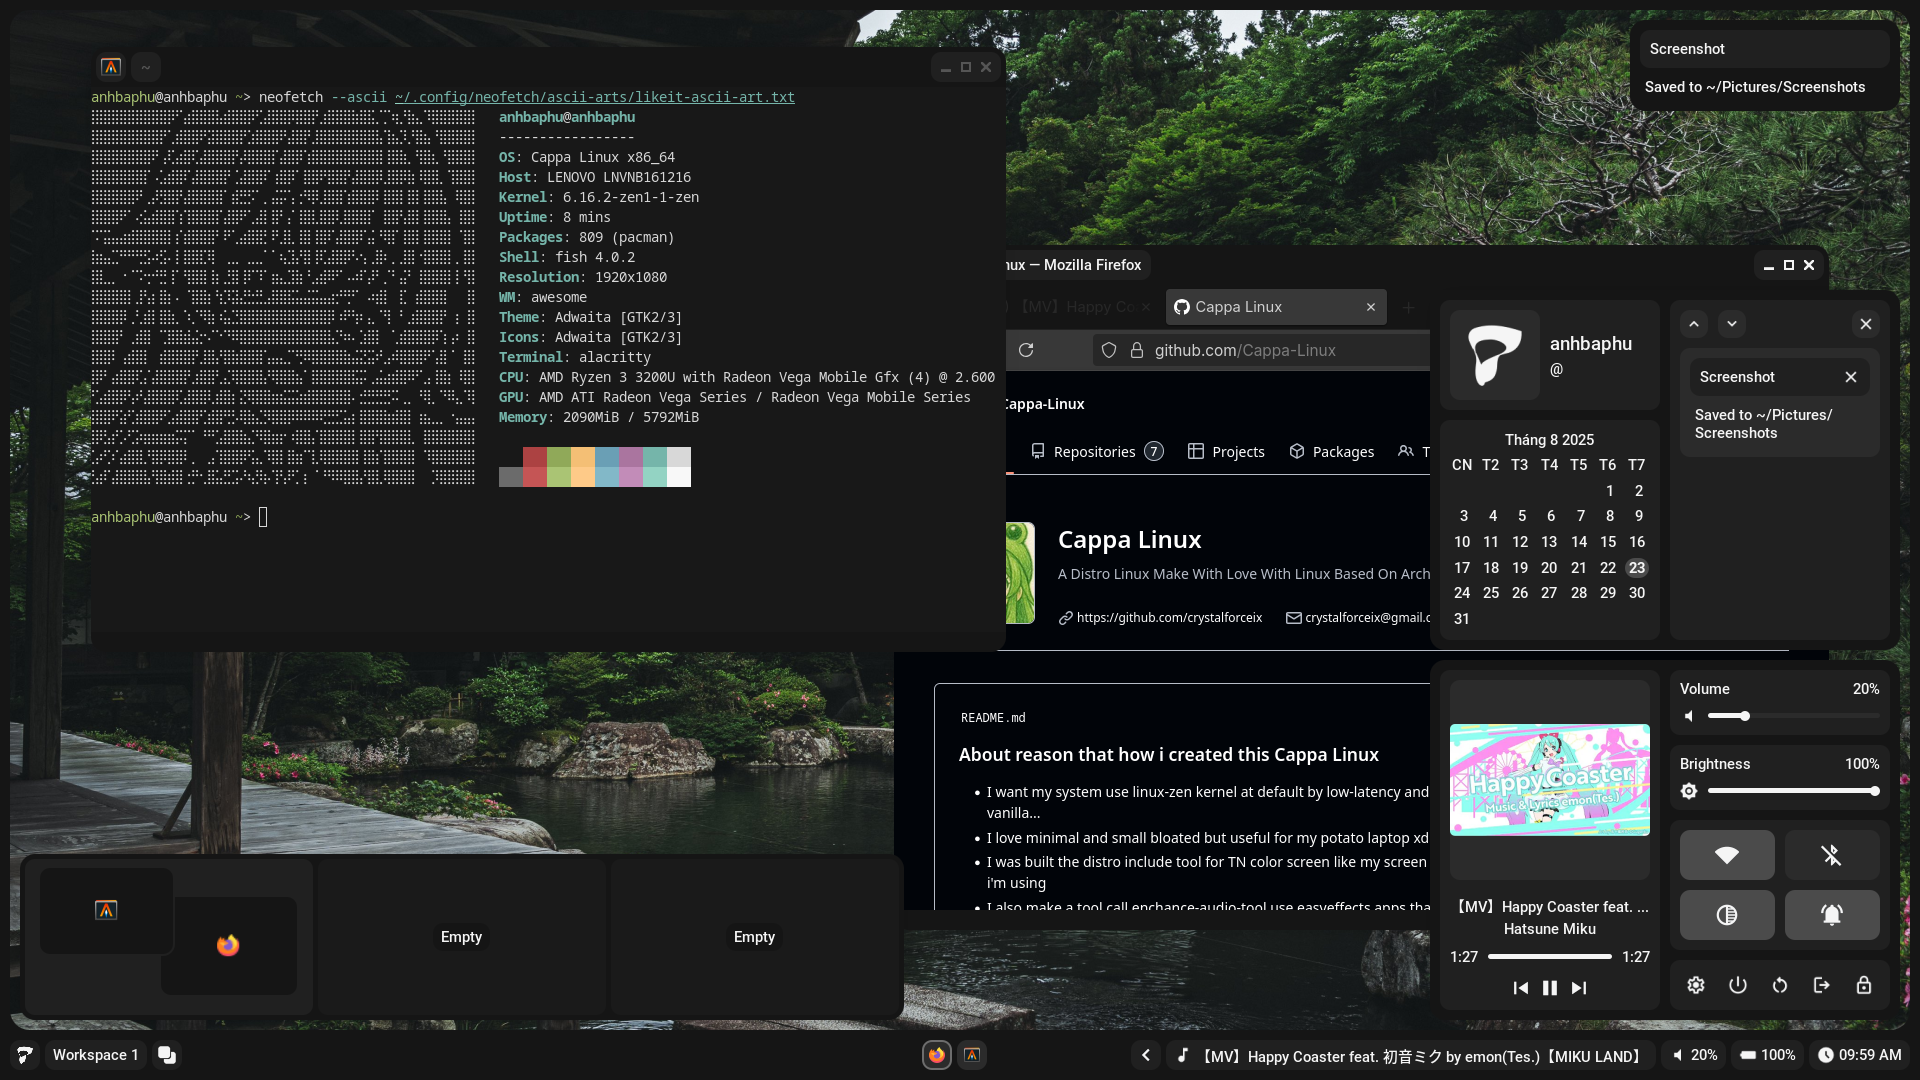 ~
anhbaphu@anhbaphu ~> neofetch --ascii ~/.config/neofetch/ascii-arts/likeit-ascii-art.txt
anhbaphu@anhbaphu
-----------------
OS: Cappa Linux x86_64
Host: LENOVO LNVNB161216
Kernel: 6.16.2-zen1-1-zen
Uptime: 8 mins
Packages: 809 (pacman)
Shell: fish 4.0.2
Resolution: 1920x1080
WM: awesome
Theme: Adwaita [GTK2/3]
Icons: Adwaita [GTK2/3]
Terminal: alacritty
CPU: AMD Ryzen 3 3200U with Radeon Vega Mobile Gfx (4) @ 2.600
GPU: AMD ATI Radeon Vega Series / Radeon Vega Mobile Series
Memory: 2090MiB / 5792MiB
anhbaphu@anhbaphu ~>
Screenshot
Saved to ~/Pictures/Screenshots
nux — Mozilla Firefox
【MV】Happy Co
Cappa Linux
github.com/Cappa-Linux
Cappa-Linux
Repositories 7
Projects
Packages
T
Cappa Linux
A Distro Linux Make With Love With Linux Based On Arch
https://github.com/crystalforceix
crystalforceix@gmail.c
README.md
About reason that how i created this Cappa Linux
• I want my system use linux-zen kernel at default by low-latency and
vanilla...
• I love minimal and small bloated but useful for my potato laptop xd
• I was built the distro include tool for TN color screen like my screen
i'm using
• I also make a tool call enchance-audio-tool use easyeffects apps tha
anhbaphu
@
Tháng 8 2025
CN T2 T3 T4 T5 T6 T7
1 2
3 4 5 6 7 8 9
10 11 12 13 14 15 16
17 18 19 20 21 22 23
24 25 26 27 28 29 30
31
Screenshot
Saved to ~/Pictures/
Screenshots
Happy Coaster
Music & Lyrics emon(Tes.)
【MV】Happy Coaster feat. ...
Hatsune Miku
1:27 1:27
Volume 20%
Brightness 100%
Empty
Empty
Workspace 1
【MV】Happy Coaster feat. 初音ミク by emon(Tes.)【MIKU LAND】
20%
100%
09:59 AM